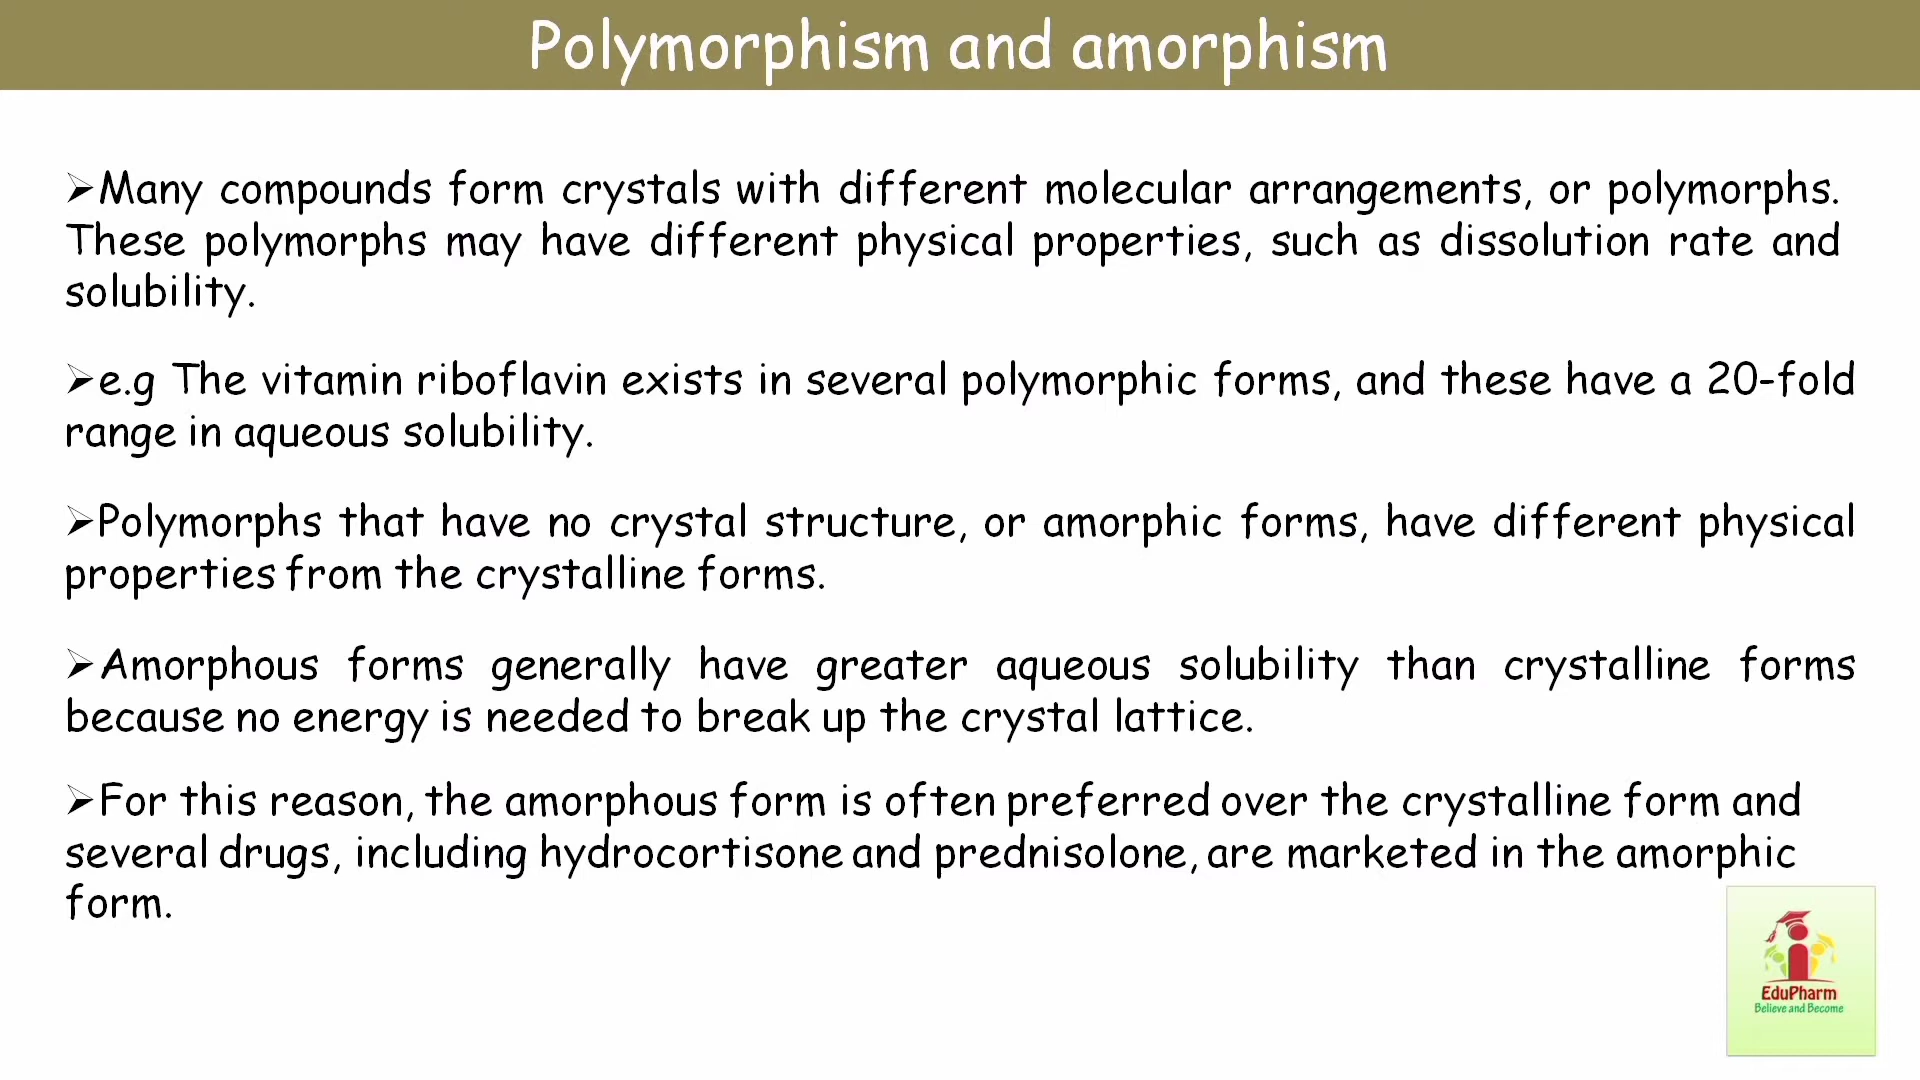 Polymorphism and amorphism
➢Many compounds form crystals with different molecular arrangements, or polymorphs.
These polymorphs may have different physical properties, such as dissolution rate and
solubility.
➢e.g The vitamin riboflavin exists in several polymorphic forms, and these have a 20-fold
range in aqueous solubility.
➢Polymorphs that have no crystal structure, or amorphic forms, have different physical
properties from the crystalline forms.
➢Amorphous forms generally have greater aqueous solubility than crystalline forms
because no energy is needed to break up the crystal lattice.
➢For this reason, the amorphous form is often preferred over the crystalline form and
several drugs, including hydrocortisone and prednisolone, are marketed in the amorphic
form.
EduPharm
Believe and Become